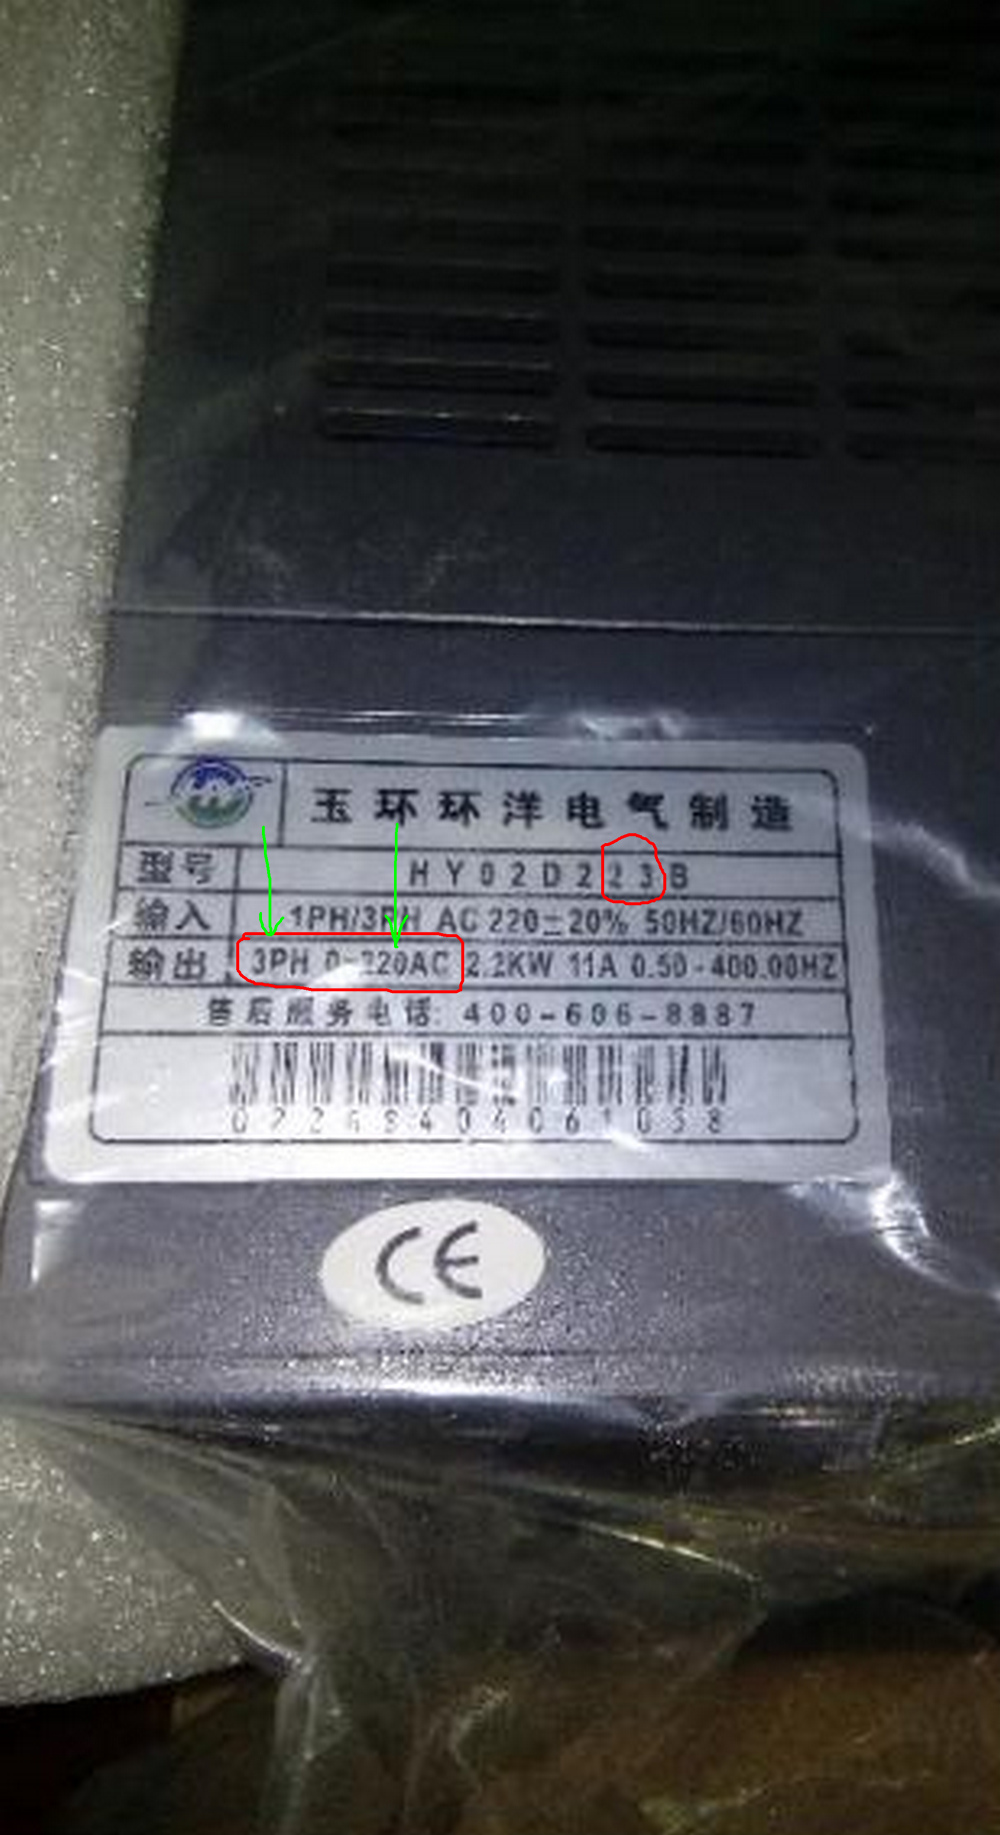 玉环环洋电气制造
型号 HY02D223B
输入 1PH/3PH AC 220±20% 50HZ/60HZ
输出 3PH 0-220AC 2.2KW 11A 0.50-400.00HZ
售后服务电话: 400-606-8887
CE